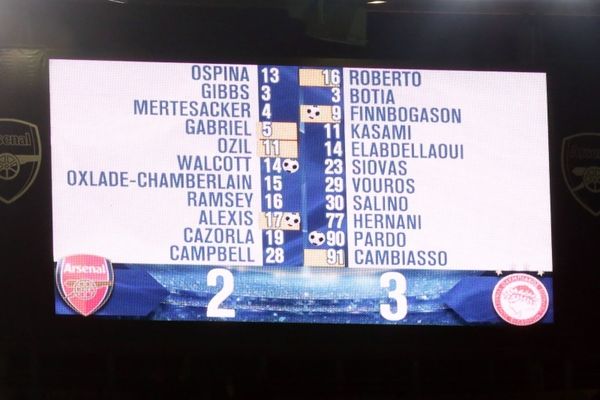 OSPINA 13 16 ROBERTO
GIBBS 3 3 BOTIA
MERTESACKER 4 9 FINNBOGASON
GABRIEL 5 11 KASAMI
OZIL 11 14 ELABDELLAOUI
WALCOTT 14 23 SIOVAS
OXLADE-CHAMBERLAIN 15 29 VOUROS
RAMSEY 16 30 SALINO
ALEXIS 17 77 HERNANI
CAZORLA 19 90 PARDO
CAMPBELL 28 91 CAMBIASSO
Arsenal 2 3
Arsenal